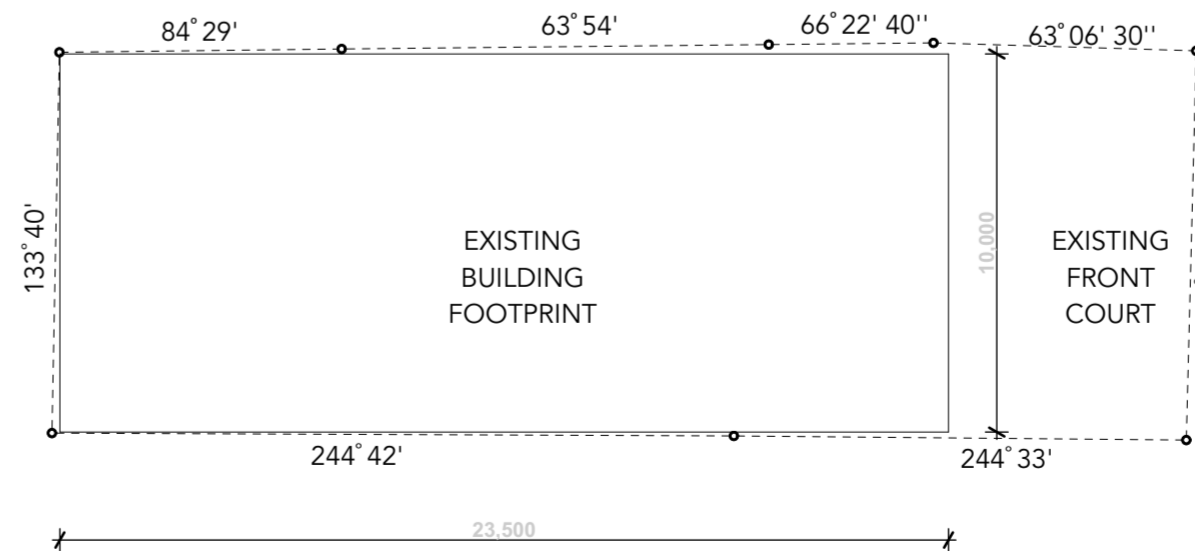 84° 29'
63° 54'
66° 22' 40''
63° 06' 30''
133° 40'
EXISTING
BUILDING
FOOTPRINT
10,000
EXISTING
FRONT
COURT
244° 42'
244° 33'
23,500